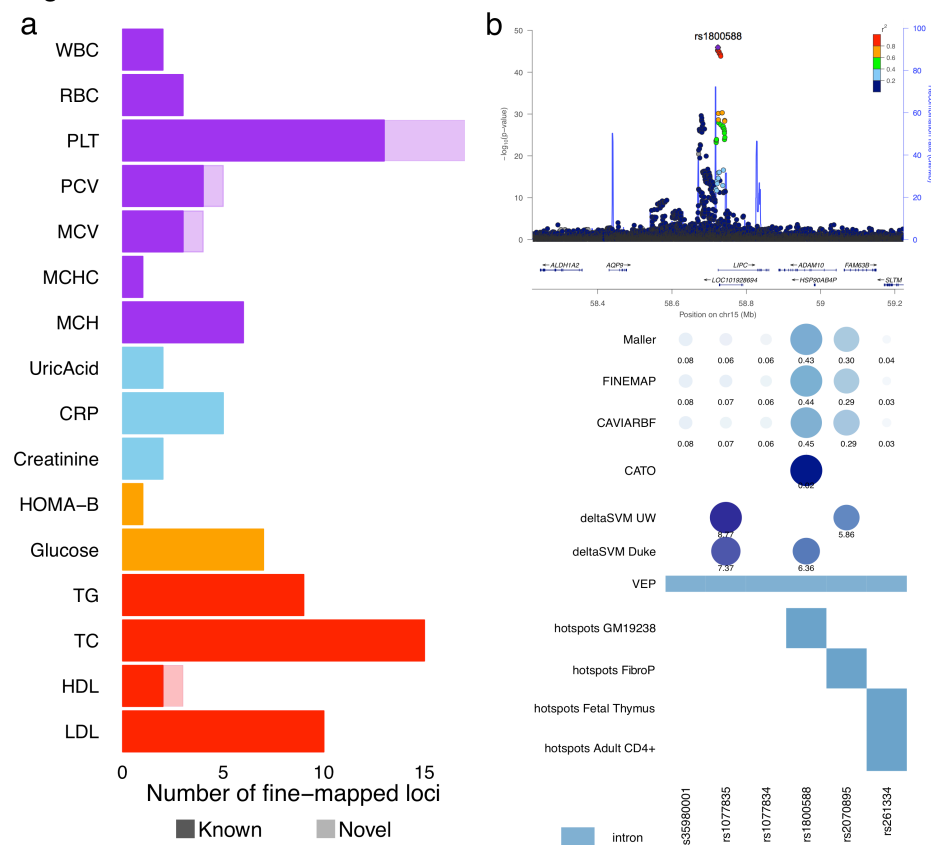 a
WBC
RBC
PLT
PCV
MCV
MCHC
MCH
UricAcid
CRP
Creatinine
HOMA−B
Glucose
TG
TC
HDL
LDL
0 5 10 15
Number of fine−mapped loci
Known Novel
b
rs1800588
r²
0.8
0.6
0.4
0.2
50
40
30
20
10
0
−log₁₀(p−value)
100
80
60
40
20
0
ALDH1A2 AQP9 LIPC ADAM10 FAM63B
LOC101928694 HSP90AB4P SLTM
58.4 58.6 58.8 59 59.2
Position on chr15 (Mb)
Maller
0.08 0.06 0.06 0.43 0.30 0.04
FINEMAP
0.08 0.07 0.06 0.44 0.29 0.03
CAVIARBF
0.08 0.07 0.06 0.45 0.29 0.03
CATO
deltaSVM UW
5.86
deltaSVM Duke
7.37 6.36
VEP
hotspots GM19238
hotspots FibroP
hotspots Fetal Thymus
hotspots Adult CD4+
s35980001
rs1077835
rs1077834
rs1800588
rs2070895
rs261334
intron